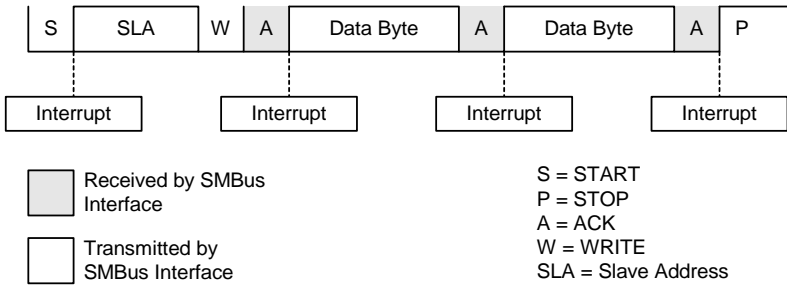 S SLA W A Data Byte A Data Byte A P
Interrupt Interrupt Interrupt Interrupt
Received by SMBus
Interface
Transmitted by
SMBus Interface
S = START
P = STOP
A = ACK
W = WRITE
SLA = Slave Address